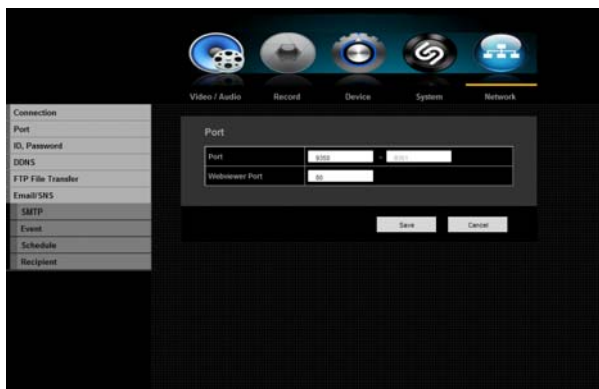 Video / Audio
Record
Device
System
Network
Connection
Port
ID, Password
DDNS
FTP File Transfer
Email/SNS
SMTP
Event
Schedule
Recipient
Port
Port
-
Webviewer Port
80
Save
Cancel